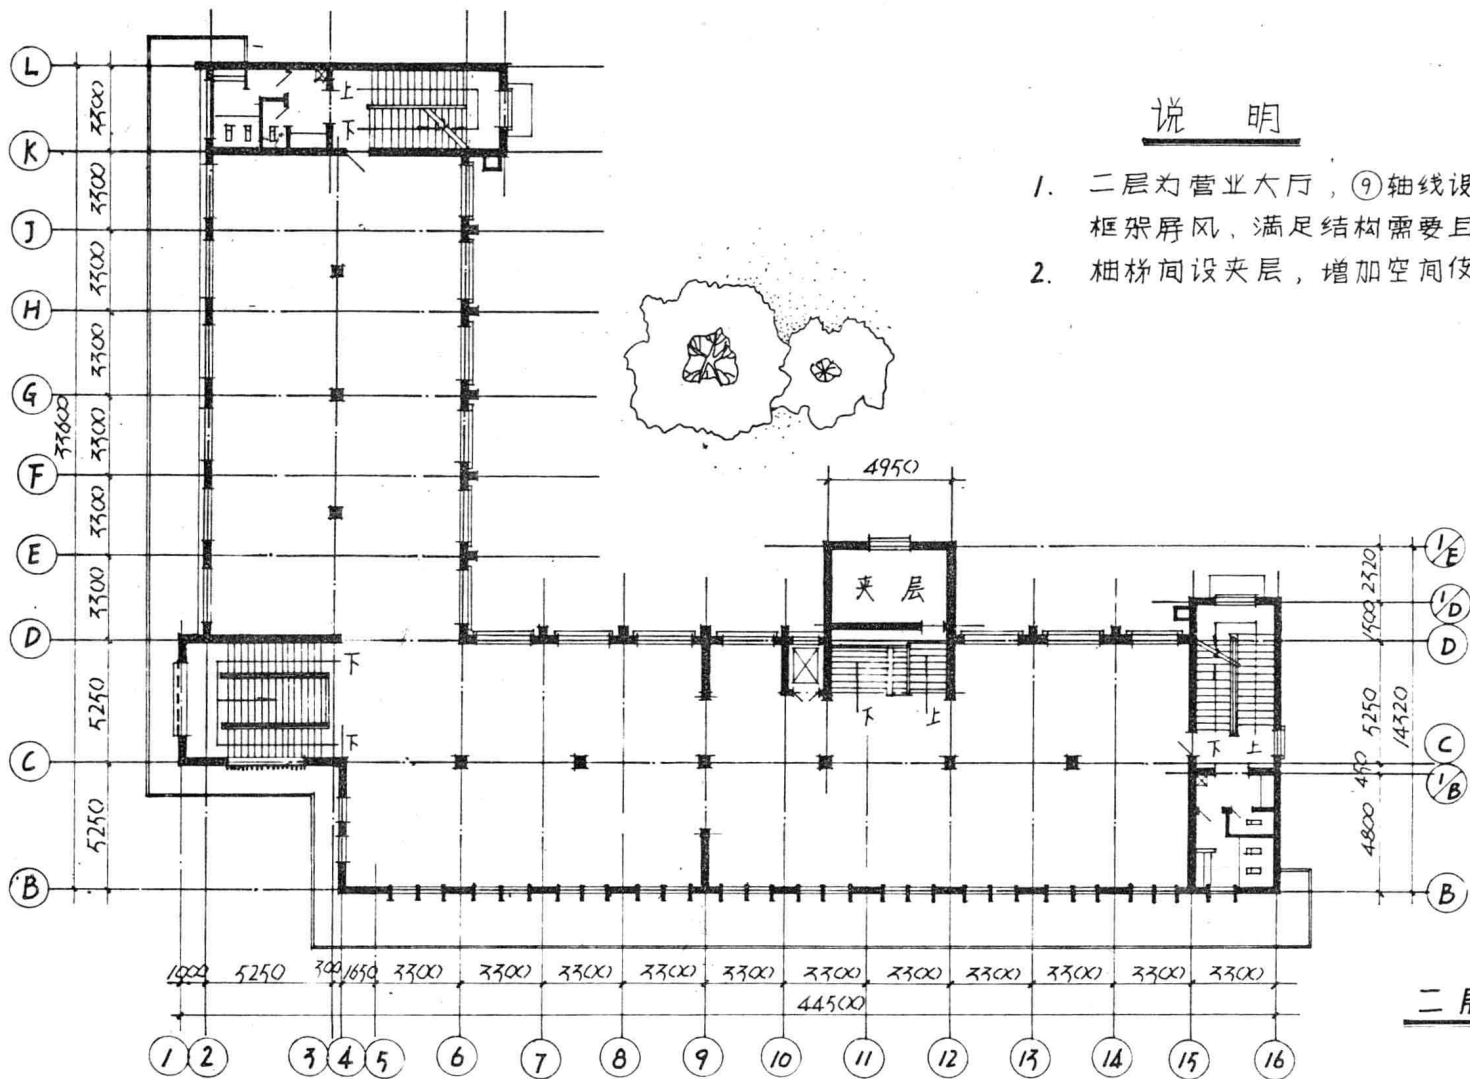 说 明
1. 二层为营业大厅，⑨轴线设
框架屏风、满足结构需要且
2. 楼梯间设夹层，增加空间使
L
K
J
H
G
F
E
D
C
B
3300
3300
3300
3300
3300
3300
3300
5250
5250
33600
上
下
下
下
4950
夹 层
下 上
下 上
1/E
1/D
D
C
1/B
B
2320
1500
5250
450
4800
14320
1000 5250 300 1650 3300 3300 3300 3300 3300 3300 3300 3300 3300 3300 3300
44500
1 2 3 4 5 6 7 8 9 10 11 12 13 14 15 16
二